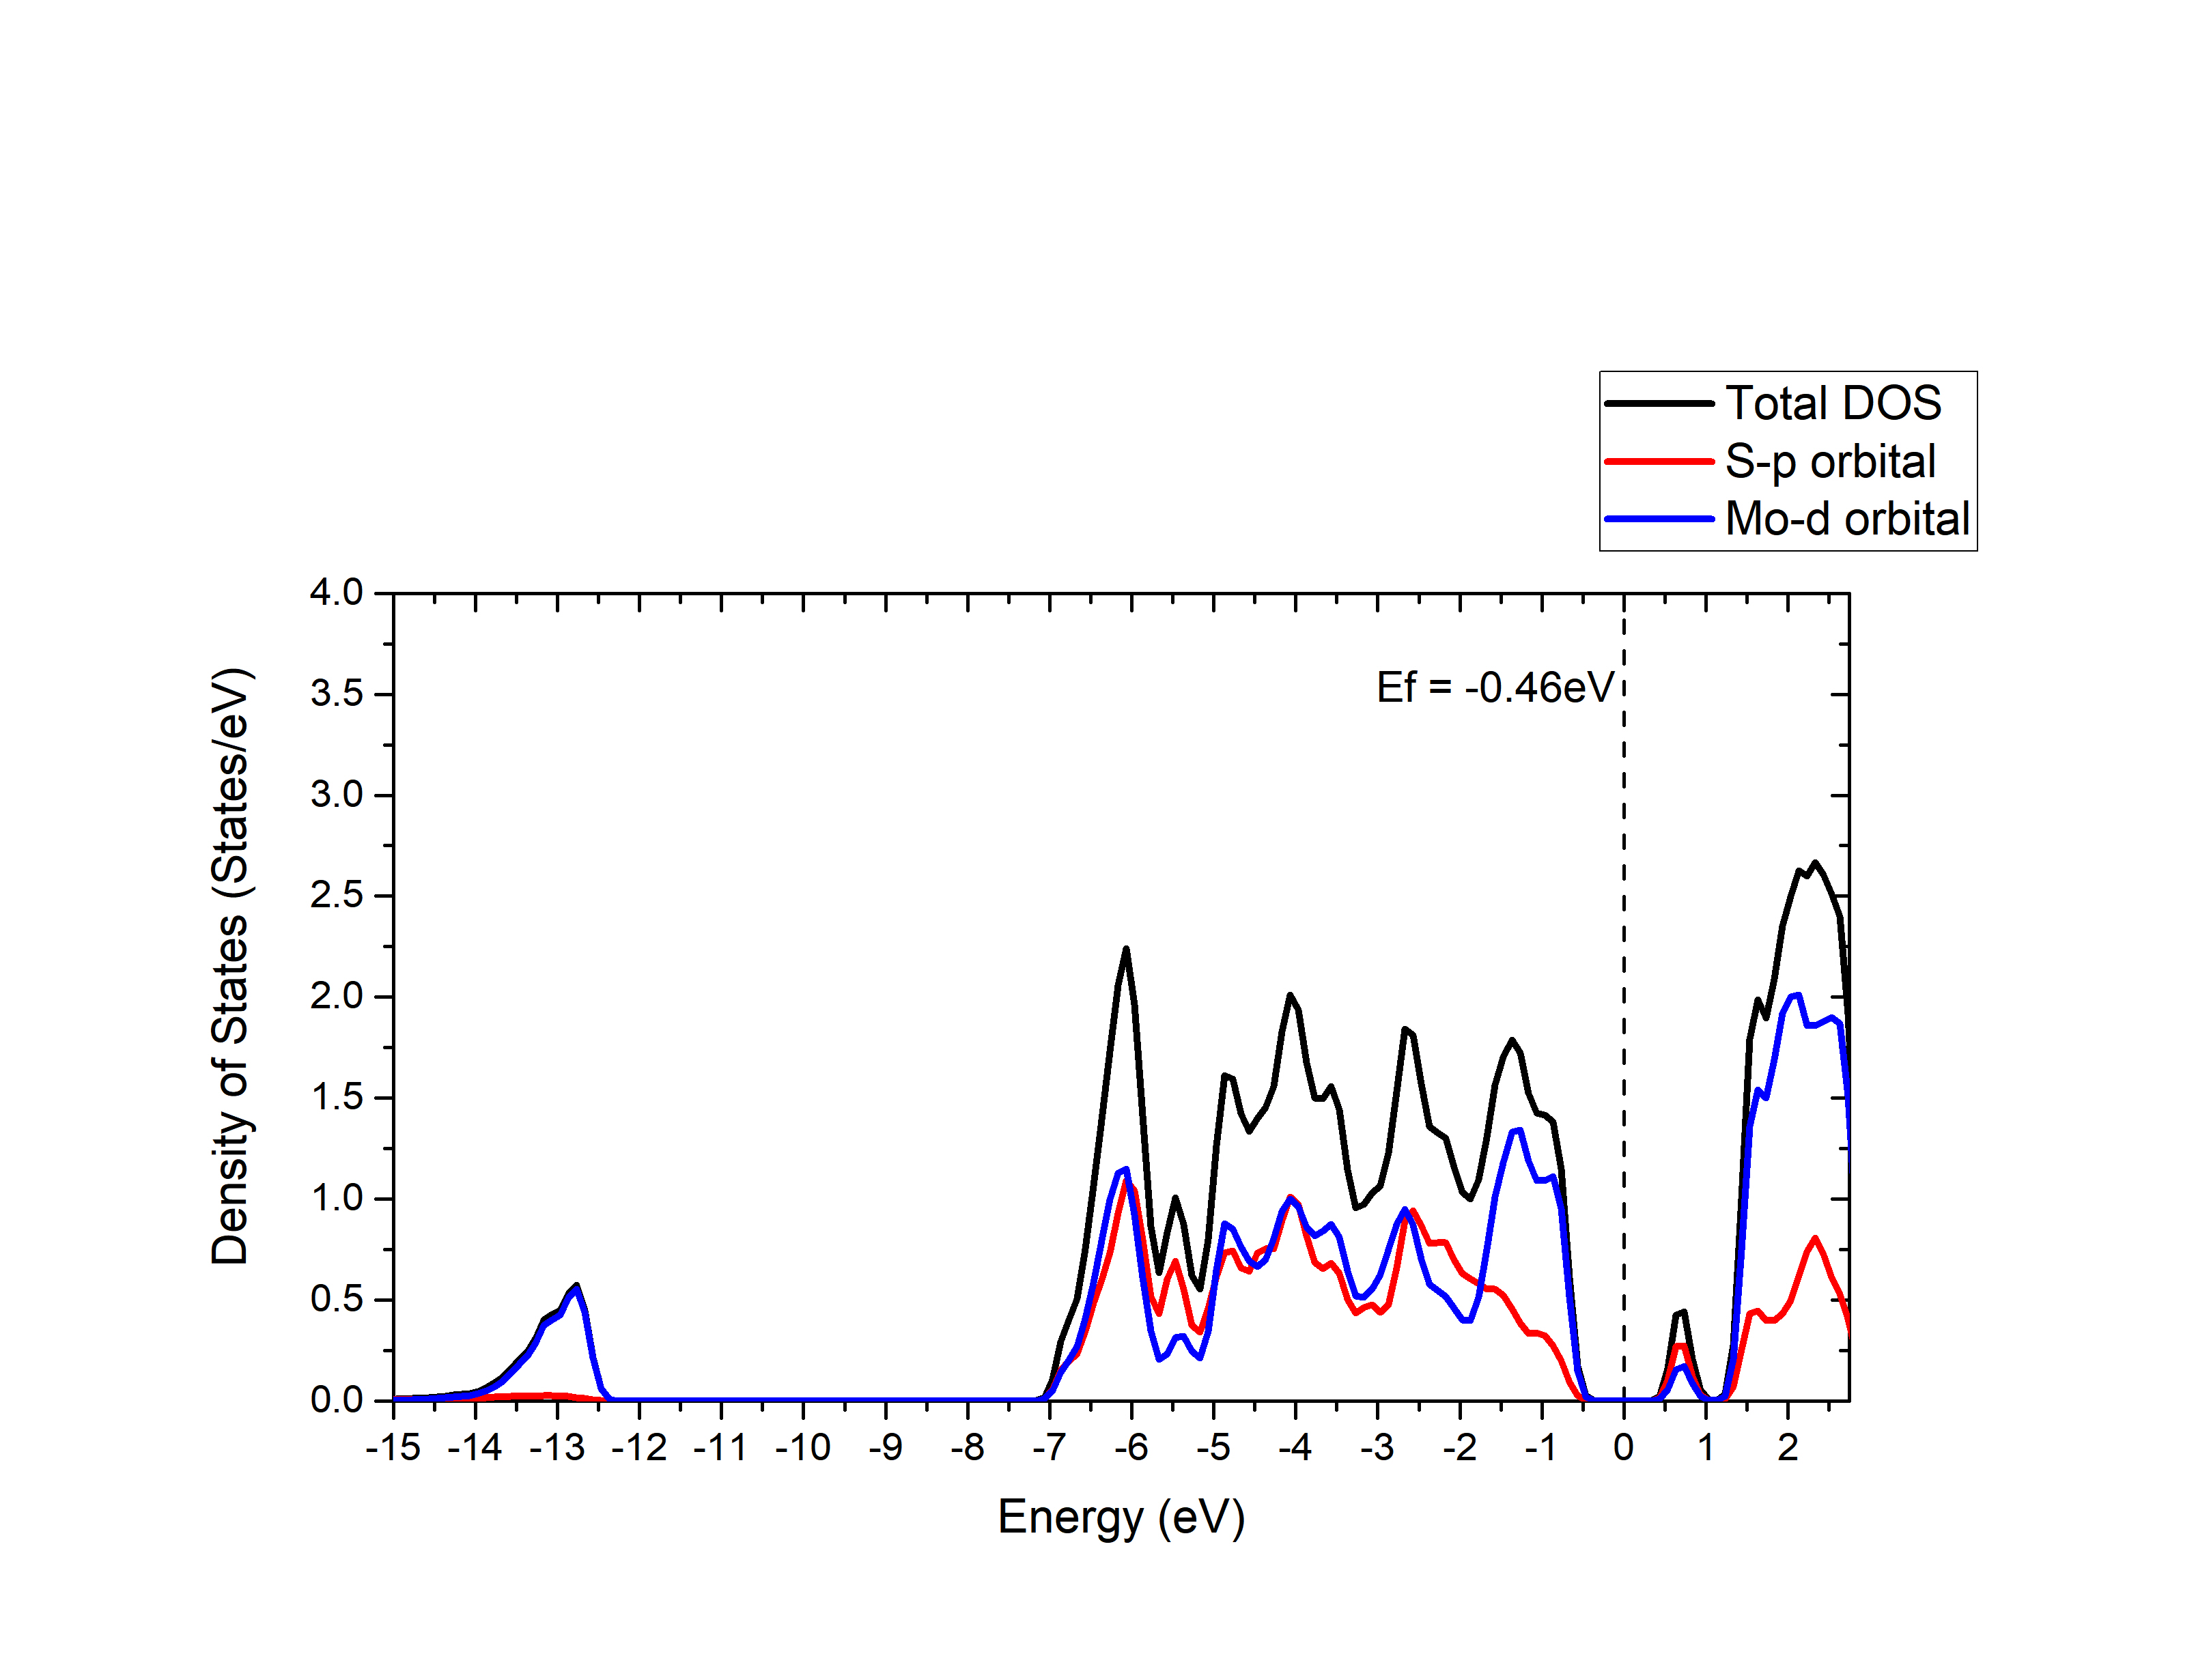 Total DOS
S-p orbital
Mo-d orbital
4.0
3.5
3.0
2.5
2.0
1.5
1.0
0.5
0.0
Density of States (States/eV)
Ef = -0.46eV
-15 -14 -13 -12 -11 -10 -9 -8 -7 -6 -5 -4 -3 -2 -1 0 1 2
Energy (eV)